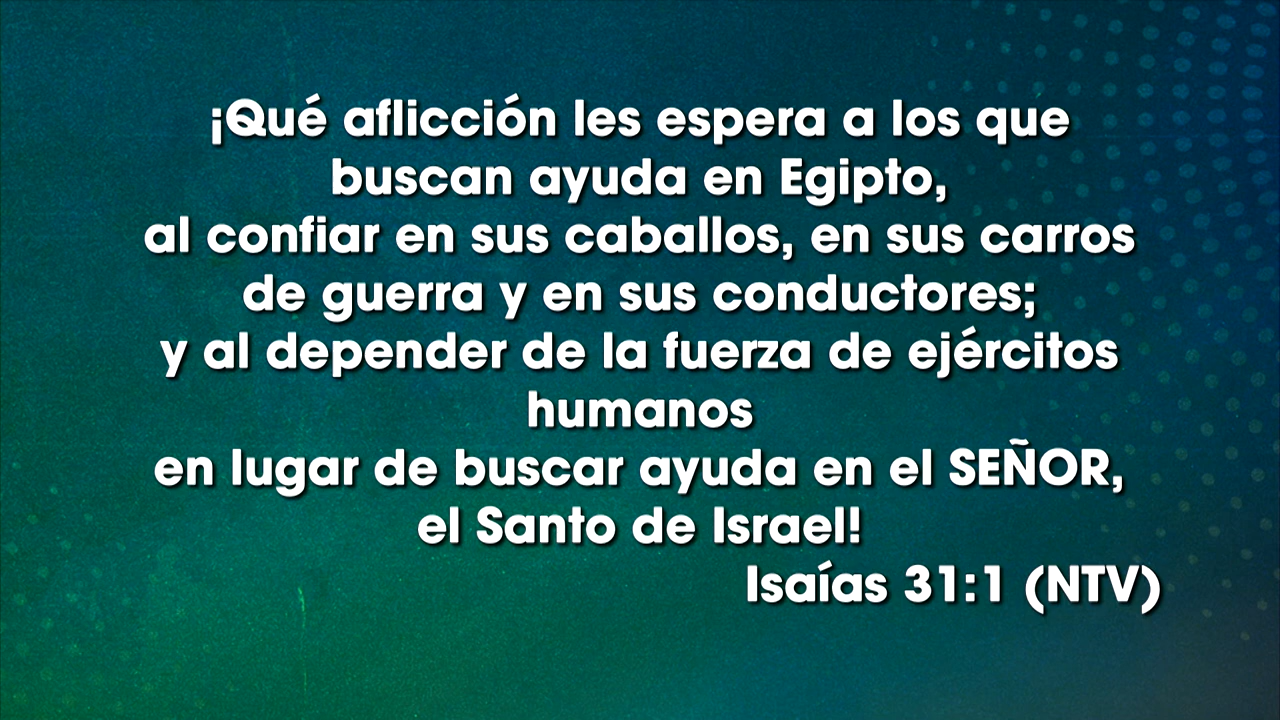 ¡Qué aflicción les espera a los que
buscan ayuda en Egipto,
al confiar en sus caballos, en sus carros
de guerra y en sus conductores;
y al depender de la fuerza de ejércitos
humanos
en lugar de buscar ayuda en el SEÑOR,
el Santo de Israel!
Isaías 31:1 (NTV)